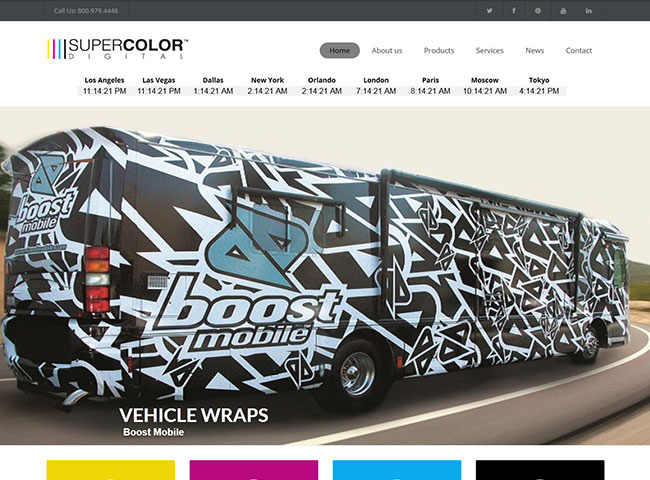 Call Us: 800.979.4446
SUPERCOLOR™
DIGITAL
Home About us Products Services News Contact
Los Angeles Las Vegas Dallas New York Orlando London Paris Moscow Tokyo
11:14:21 PM 11:14:21 PM 1:14:21 AM 2:14:21 AM 2:14:21 AM 7:14:21 AM 8:14:21 AM 10:14:21 AM 4:14:21 PM
boost
mobile
boost
mobile
VEHICLE WRAPS
Boost Mobile